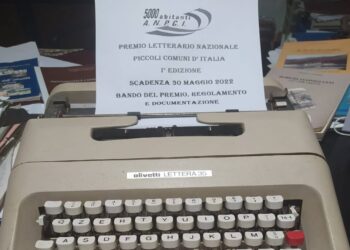 5000 abitanti
A.N.P.C.I.
PREMIO LETTERARIO NAZIONALE
PICCOLI COMUNI D' ITALIA
1° EDIZIONE
SCADENZA 30 MAGGIO 2022
BANDO DEL PREMIO, REGOLAMENTO
E DOCUMENTAZIONE
olivetti LETTERA 35
Q W E R T Y U I O P
A S D F G H J K L M